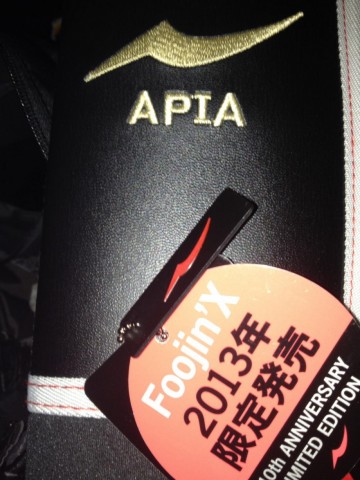 APIA
Foojin'X
2013年
限定発売
10th ANNIVERSARY
LIMITED EDITION